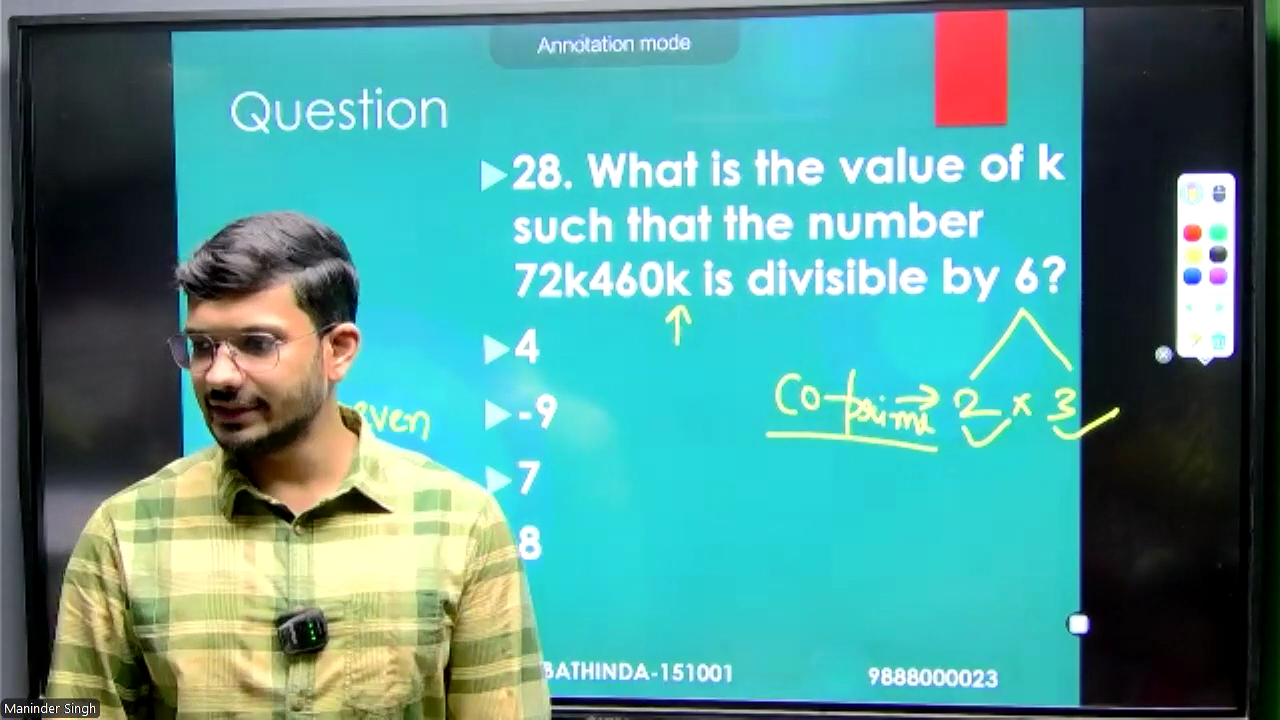 Annotation mode
Question
28. What is the value of k
such that the number
72k460k is divisible by 6?
4
Co-prime → 2 × 3
-9
even
7
8
BATHINDA-151001 9888000023
Maninder Singh